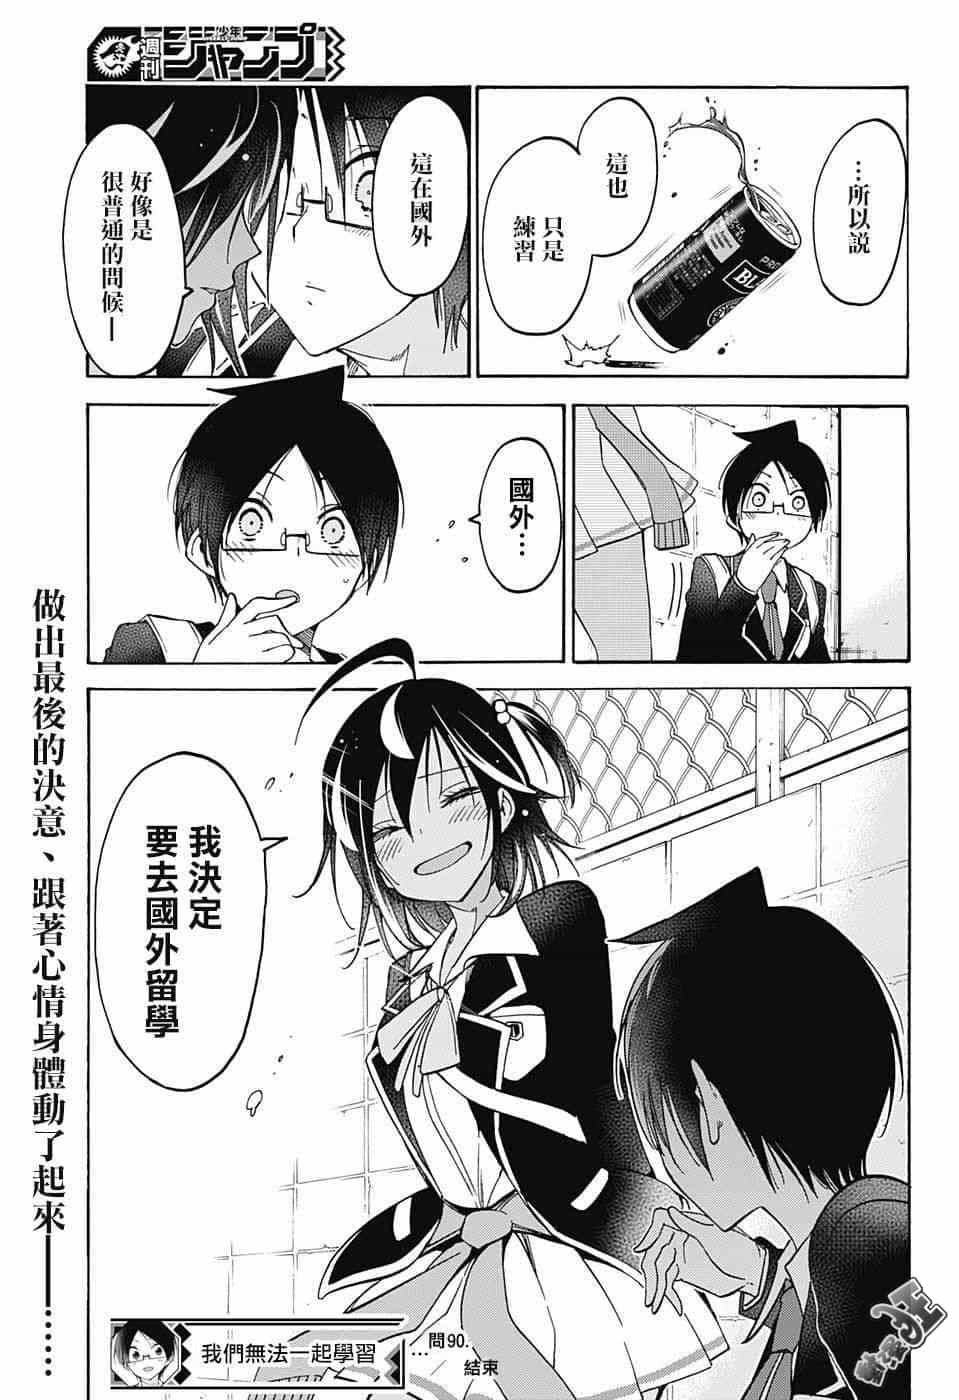 週刊
少年
ジャンプ
…所以說
這也
只是
練習
BL
這在國外
好像是
很普通的問候—
國外…
我決定
要去國外留學
做出最後的決意、跟著心情身體動了起來——……
我們無法一起學習
…問90.
結束